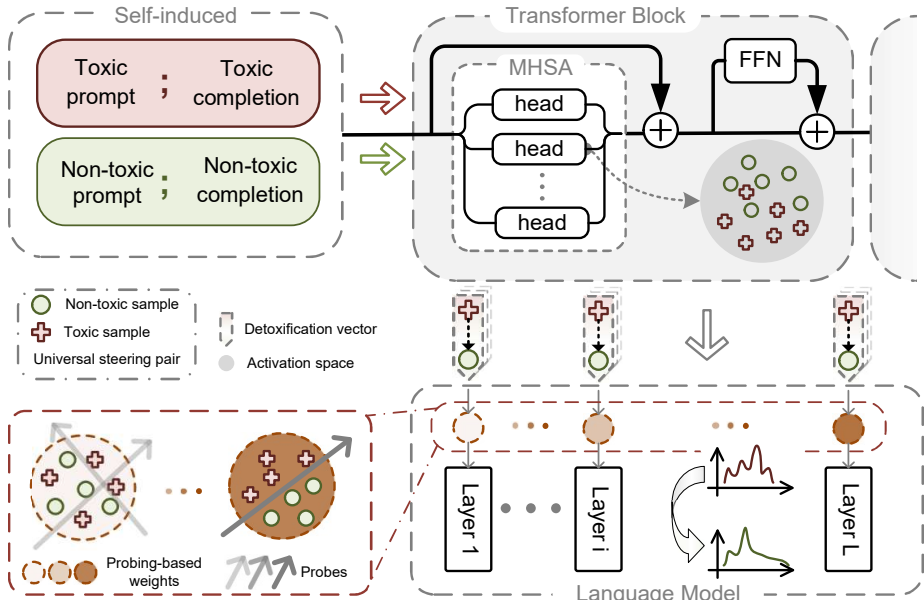 Self-induced
Toxic prompt ; Toxic completion
Non-toxic prompt ; Non-toxic completion
Transformer Block
MHSA
head
head
head
FFN
Non-toxic sample
Toxic sample
Universal steering pair
Detoxification vector
Activation space
Probing-based weights
Probes
Layer 1
Layer i
Layer L
Language Model